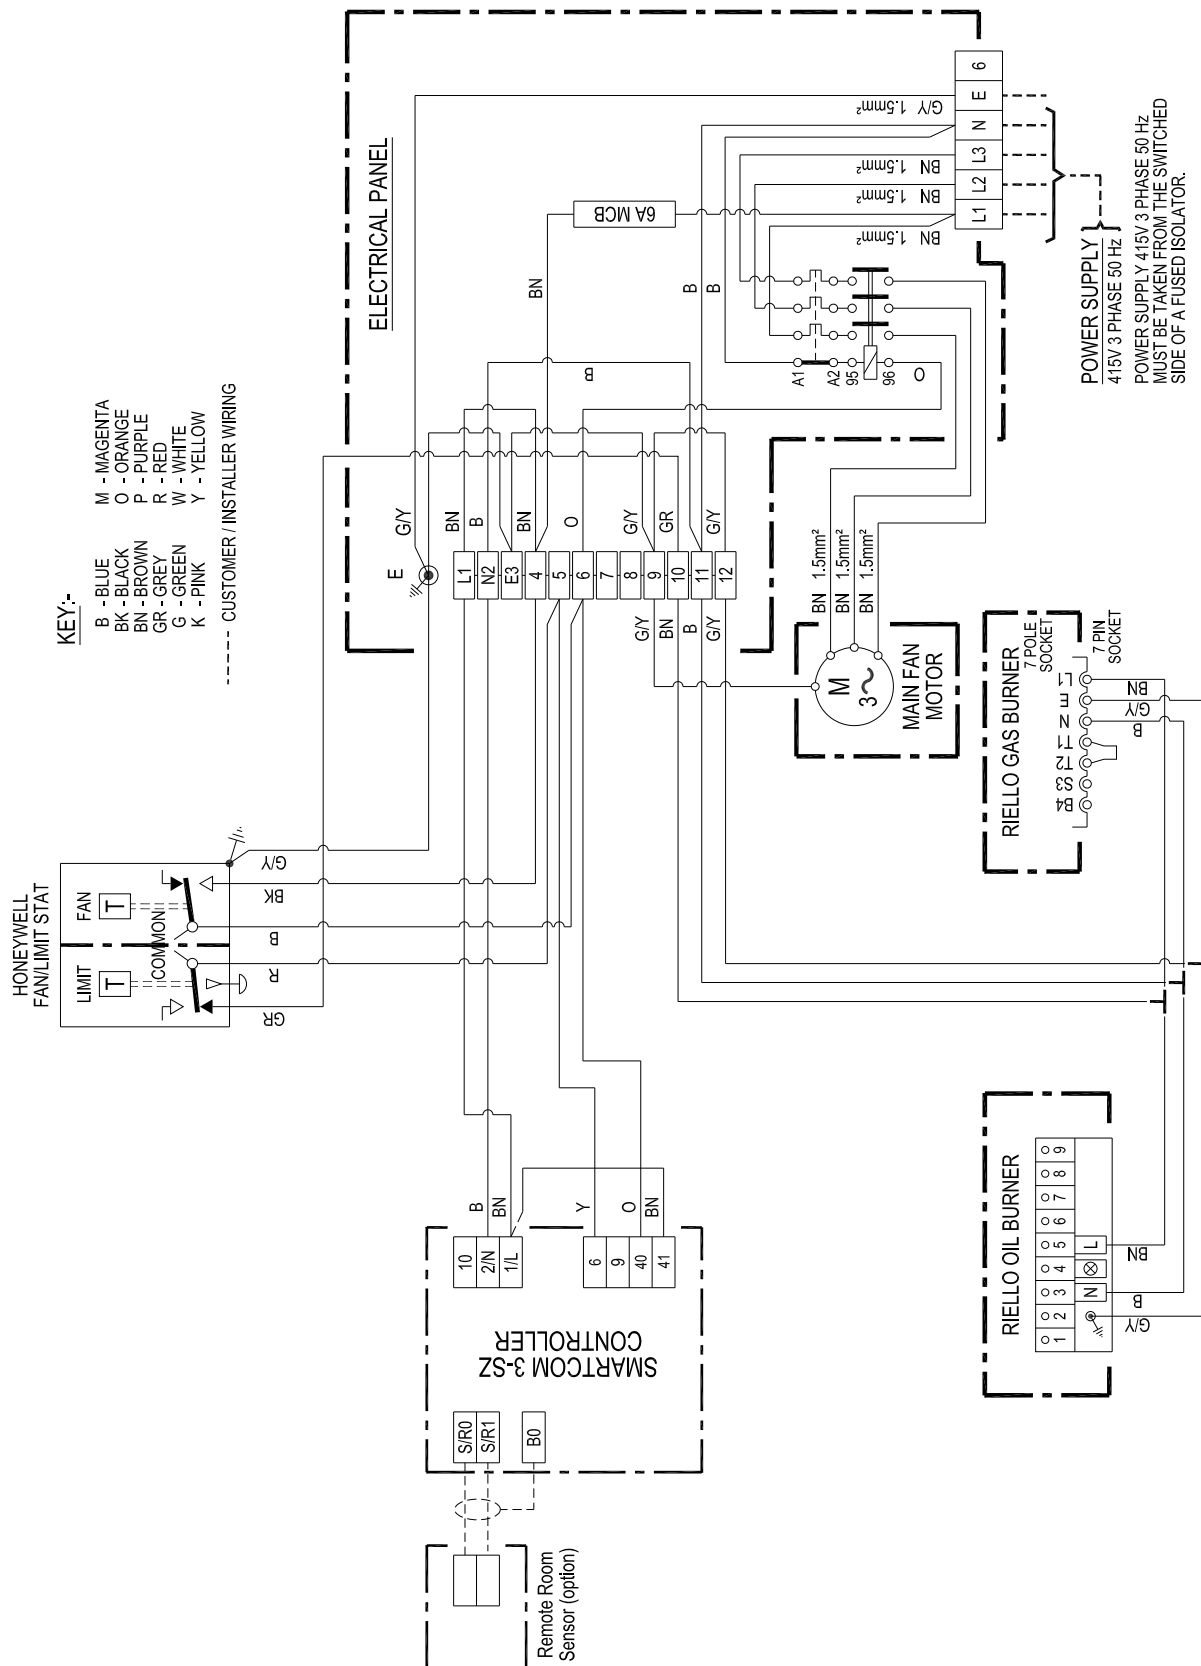 KEY:-
B - BLUE
BK - BLACK
BN - BROWN
GR - GREY
G - GREEN
K - PINK
M - MAGENTA
O - ORANGE
P - PURPLE
R - RED
W - WHITE
Y - YELLOW
---- CUSTOMER / INSTALLER WIRING
HONEYWELL
FAN/LIMIT STAT
LIMIT
T
FAN
T
COMMON
GR
R
B
BK
G/Y
ELECTRICAL PANEL
E
G/Y
L1
N2
E3
4
5
6
7
8
9
10
11
12
BN
B
BN
O
G/Y
GR
G/Y
G/Y
BN
B
G/Y
BN
B
B
B
6A MCB
A1
A2
95
96
O
L1
L2
L3
N
E
6
BN 1.5mm²
BN 1.5mm²
BN 1.5mm²
G/Y 1.5mm²
POWER SUPPLY
415V 3 PHASE 50 Hz
POWER SUPPLY 415V 3 PHASE 50 Hz
MUST BE TAKEN FROM THE SWITCHED
SIDE OF A FUSED ISOLATOR.
BN 1.5mm²
BN 1.5mm²
BN 1.5mm²
M
3~
MAIN FAN
MOTOR
RIELLO GAS BURNER
7 POLE
SOCKET
7 PIN
SOCKET
B4
S3
T2
T1
N
E
L1
B
G/Y
BN
RIELLO OIL BURNER
1
2
3
4
5
6
7
8
9
N
L
G/Y
B
BN
SMARTCOM 3-SZ
CONTROLLER
10
2/N
1/L
B
BN
6
9
40
41
Y
O
BN
S/R0
S/R1
B0
Remote Room
Sensor (option)